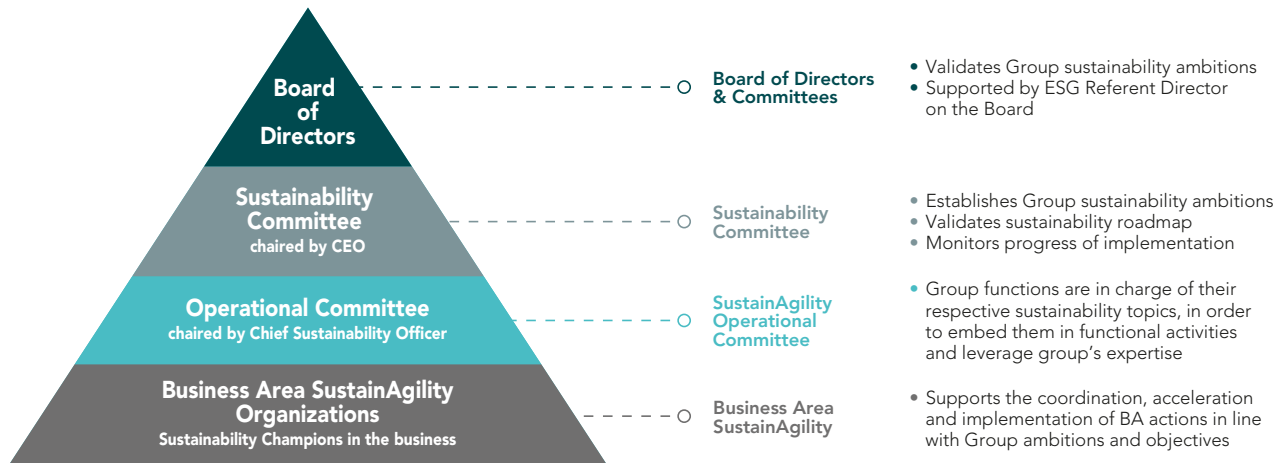 Board
of
Directors
Board of Directors
& Committees
• Validates Group sustainability ambitions
• Supported by ESG Referent Director
on the Board
Sustainability
Committee
chaired by CEO
Sustainability
Committee
• Establishes Group sustainability ambitions
• Validates sustainability roadmap
• Monitors progress of implementation
Operational Committee
chaired by Chief Sustainability Officer
SustainAgility
Operational
Committee
• Group functions are in charge of their
respective sustainability topics, in order
to embed them in functional activities
and leverage group's expertise
Business Area SustainAgility
Organizations
Sustainability Champions in the business
Business Area
SustainAgility
• Supports the coordination, acceleration
and implementation of BA actions in line
with Group ambitions and objectives